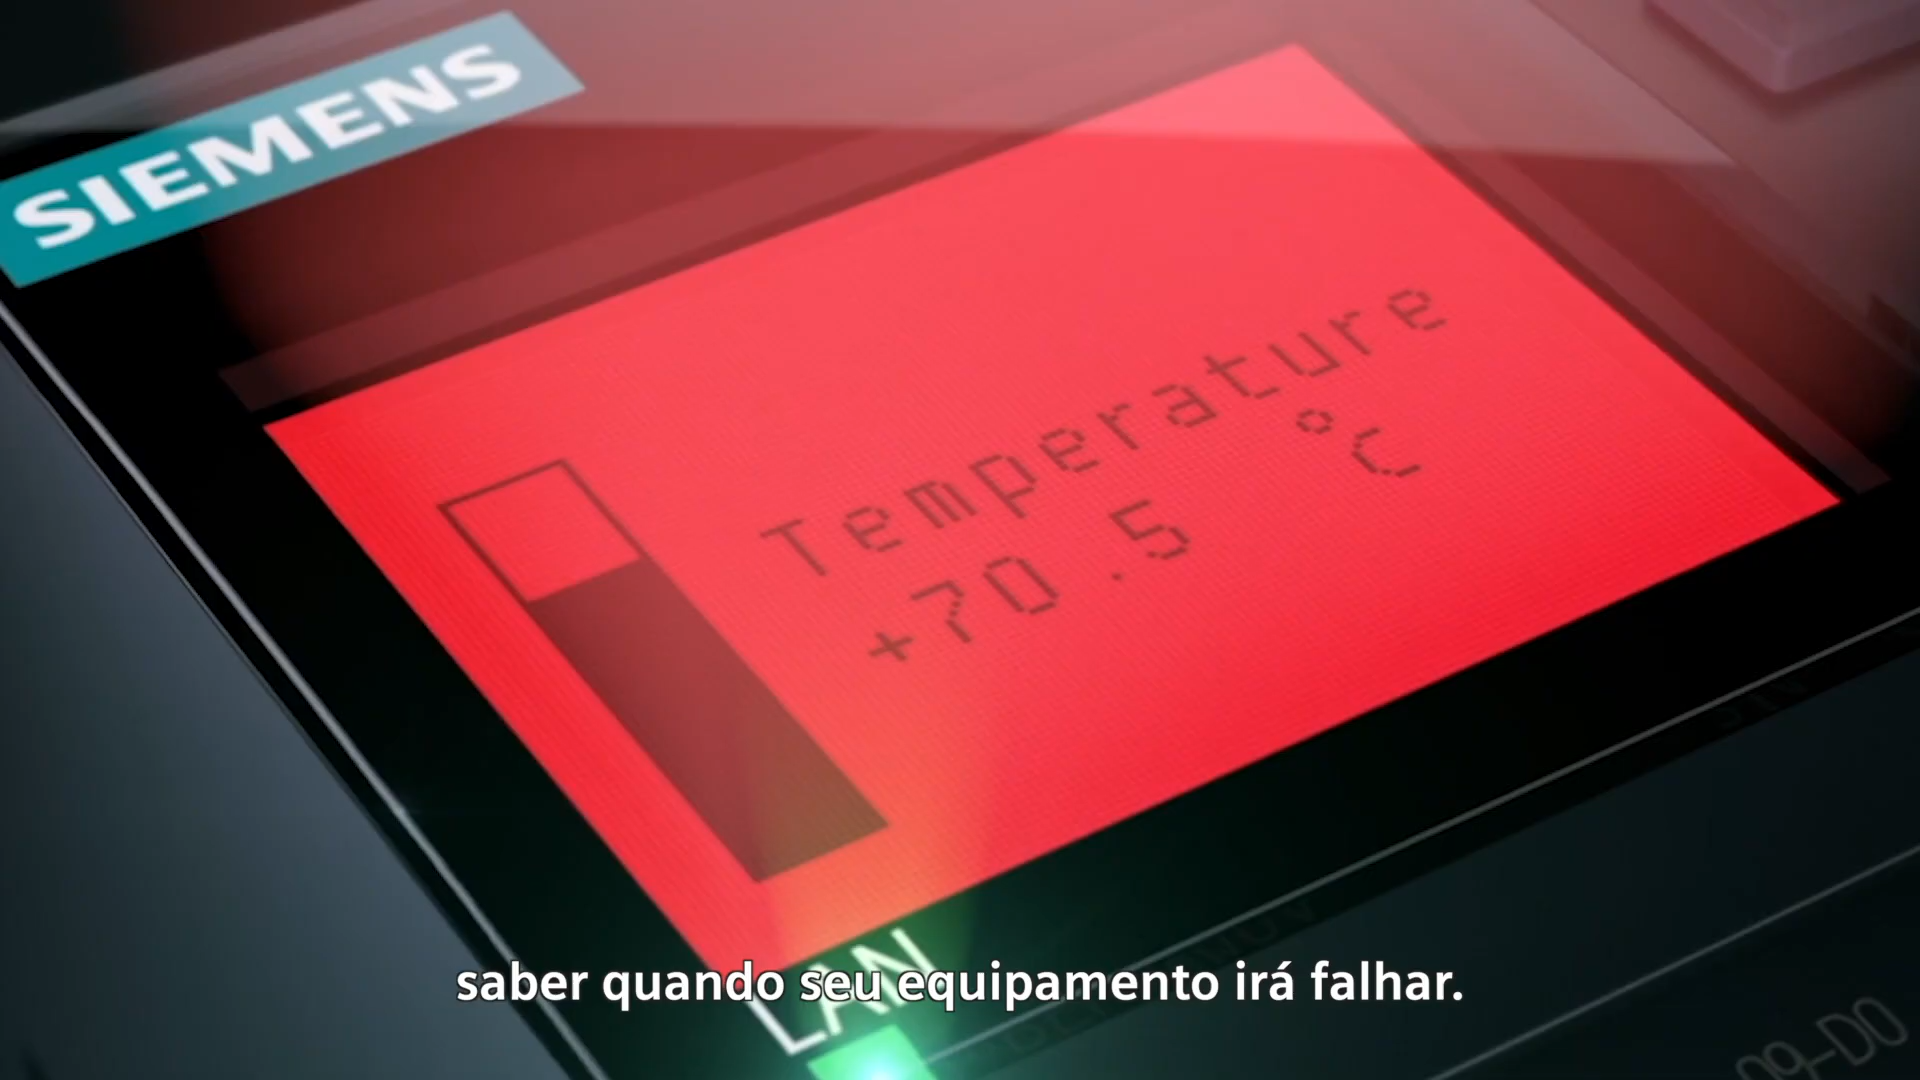 SIEMENS
Temperature
+70.5 °C
LAN
saber quando seu equipamento irá falhar.